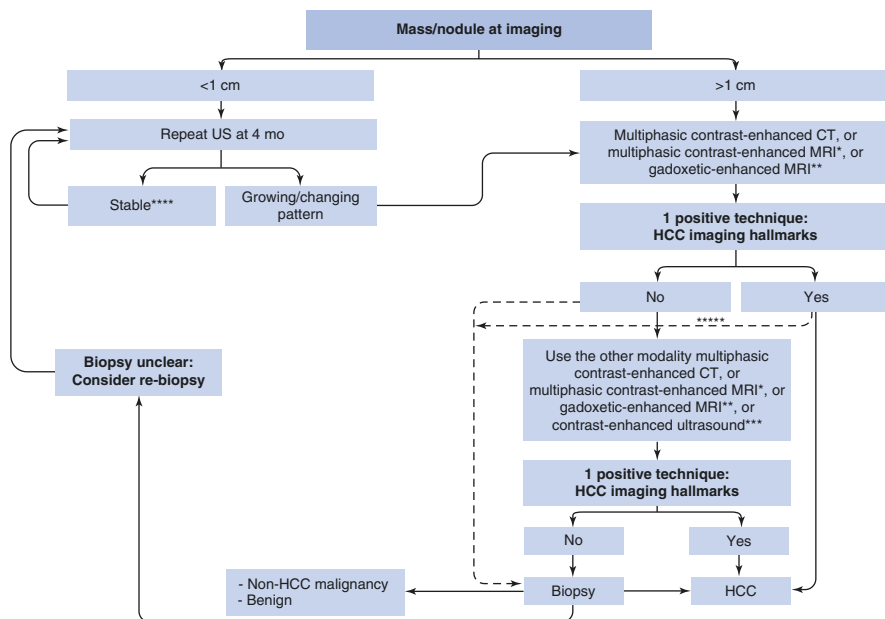 Mass/nodule at imaging
<1 cm
>1 cm
Repeat US at 4 mo
Multiphasic contrast-enhanced CT, or
multiphasic contrast-enhanced MRI*, or
gadoxetic-enhanced MRI**
Stable****
Growing/changing
pattern
1 positive technique:
HCC imaging hallmarks
No
Yes
*****
Biopsy unclear:
Consider re-biopsy
Use the other modality multiphasic
contrast-enhanced CT, or
multiphasic contrast-enhanced MRI*, or
gadoxetic-enhanced MRI**, or
contrast-enhanced ultrasound***
1 positive technique:
HCC imaging hallmarks
No
Yes
- Non-HCC malignancy
- Benign
Biopsy
HCC